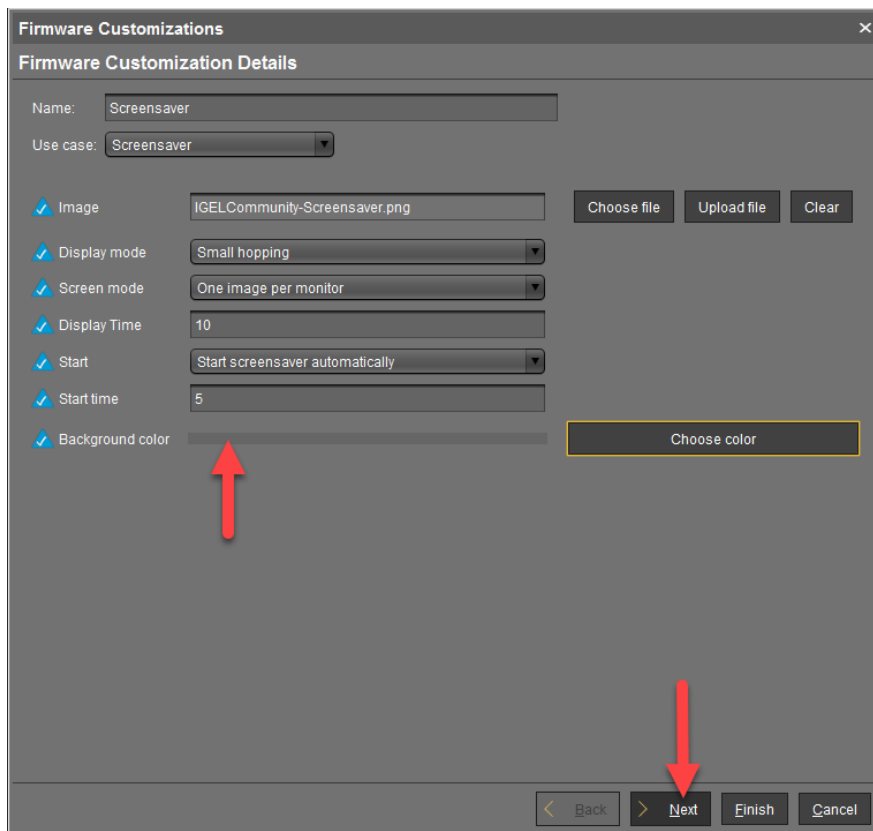 Firmware Customizations
Firmware Customization Details
Name: Screensaver
Use case: Screensaver
Image IGELCommunity-Screensaver.png Choose file Upload file Clear
Display mode Small hopping
Screen mode One image per monitor
Display Time 10
Start Start screensaver automatically
Start time 5
Background color Choose color
Back Next Finish Cancel